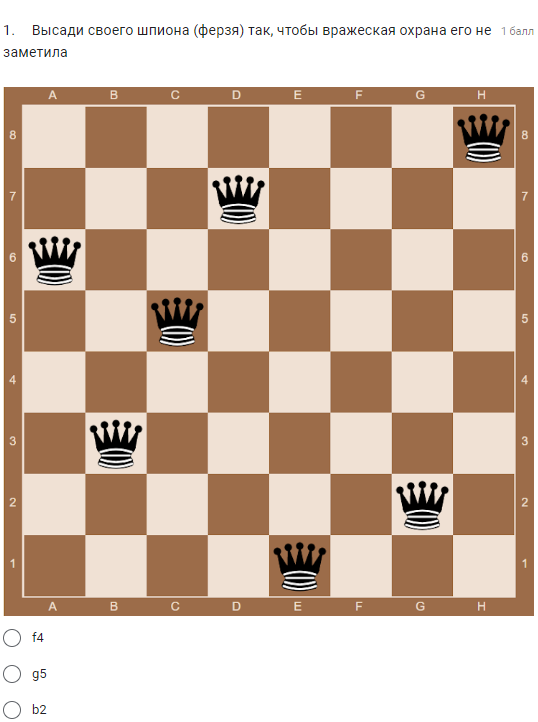 1. Высади своего шпиона (ферзя) так, чтобы вражеская охрана его не 1 балл
заметила
A B C D E F G H
8 8
7 7
6 6
5 5
4 4
3 3
2 2
1 1
A B C D E F G H
f4
g5
b2